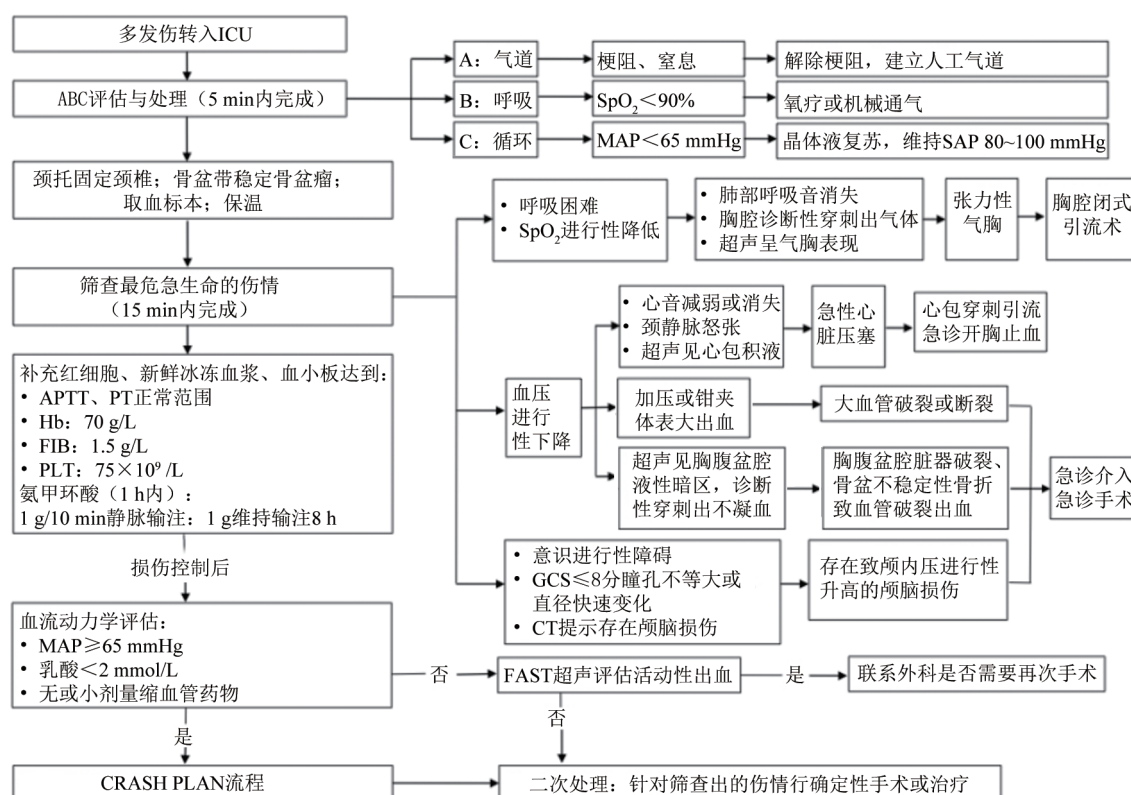 多发伤转入ICU
ABC评估与处理（5 min内完成）
A：气道
梗阻、窒息
解除梗阻，建立人工气道
B：呼吸
SpO₂＜90%
氧疗或机械通气
C：循环
MAP＜65 mmHg
晶体液复苏，维持SAP 80~100 mmHg
颈托固定颈椎；骨盆带稳定骨盆瘤；
取血标本；保温
筛查最危急生命的伤情
（15 min内完成）
• 呼吸困难
• SpO₂进行性降低
• 肺部呼吸音消失
• 胸腔诊断性穿刺出气体
• 超声呈气胸表现
张力性
气胸
胸腔闭式
引流术
血压
进行
性下降
• 心音减弱或消失
• 颈静脉怒张
• 超声见心包积液
急性心
脏压塞
心包穿刺引流
急诊开胸止血
加压或钳夹
体表大出血
大血管破裂或断裂
超声见胸腹盆腔
液性暗区，诊断
性穿刺出不凝血
胸腹盆腔脏器破裂、
骨盆不稳定性骨折
致血管破裂出血
急诊介入
急诊手术
• 意识进行性障碍
• GCS≤8分瞳孔不等大或
直径快速变化
• CT提示存在颅脑损伤
存在致颅内压进行性
升高的颅脑损伤
补充红细胞、新鲜冰冻血浆、血小板达到：
• APTT、PT正常范围
• Hb：70 g/L
• FIB：1.5 g/L
• PLT：75×10⁹ /L
氨甲环酸（1 h内）：
1 g/10 min静脉输注：1 g维持输注8 h
损伤控制后
血流动力学评估：
• MAP≥65 mmHg
• 乳酸＜2 mmol/L
• 无或小剂量缩血管药物
否
FAST超声评估活动性出血
是
联系外科是否需要再次手术
是
否
CRASH PLAN流程
二次处理：针对筛查出的伤情行确定性手术或治疗